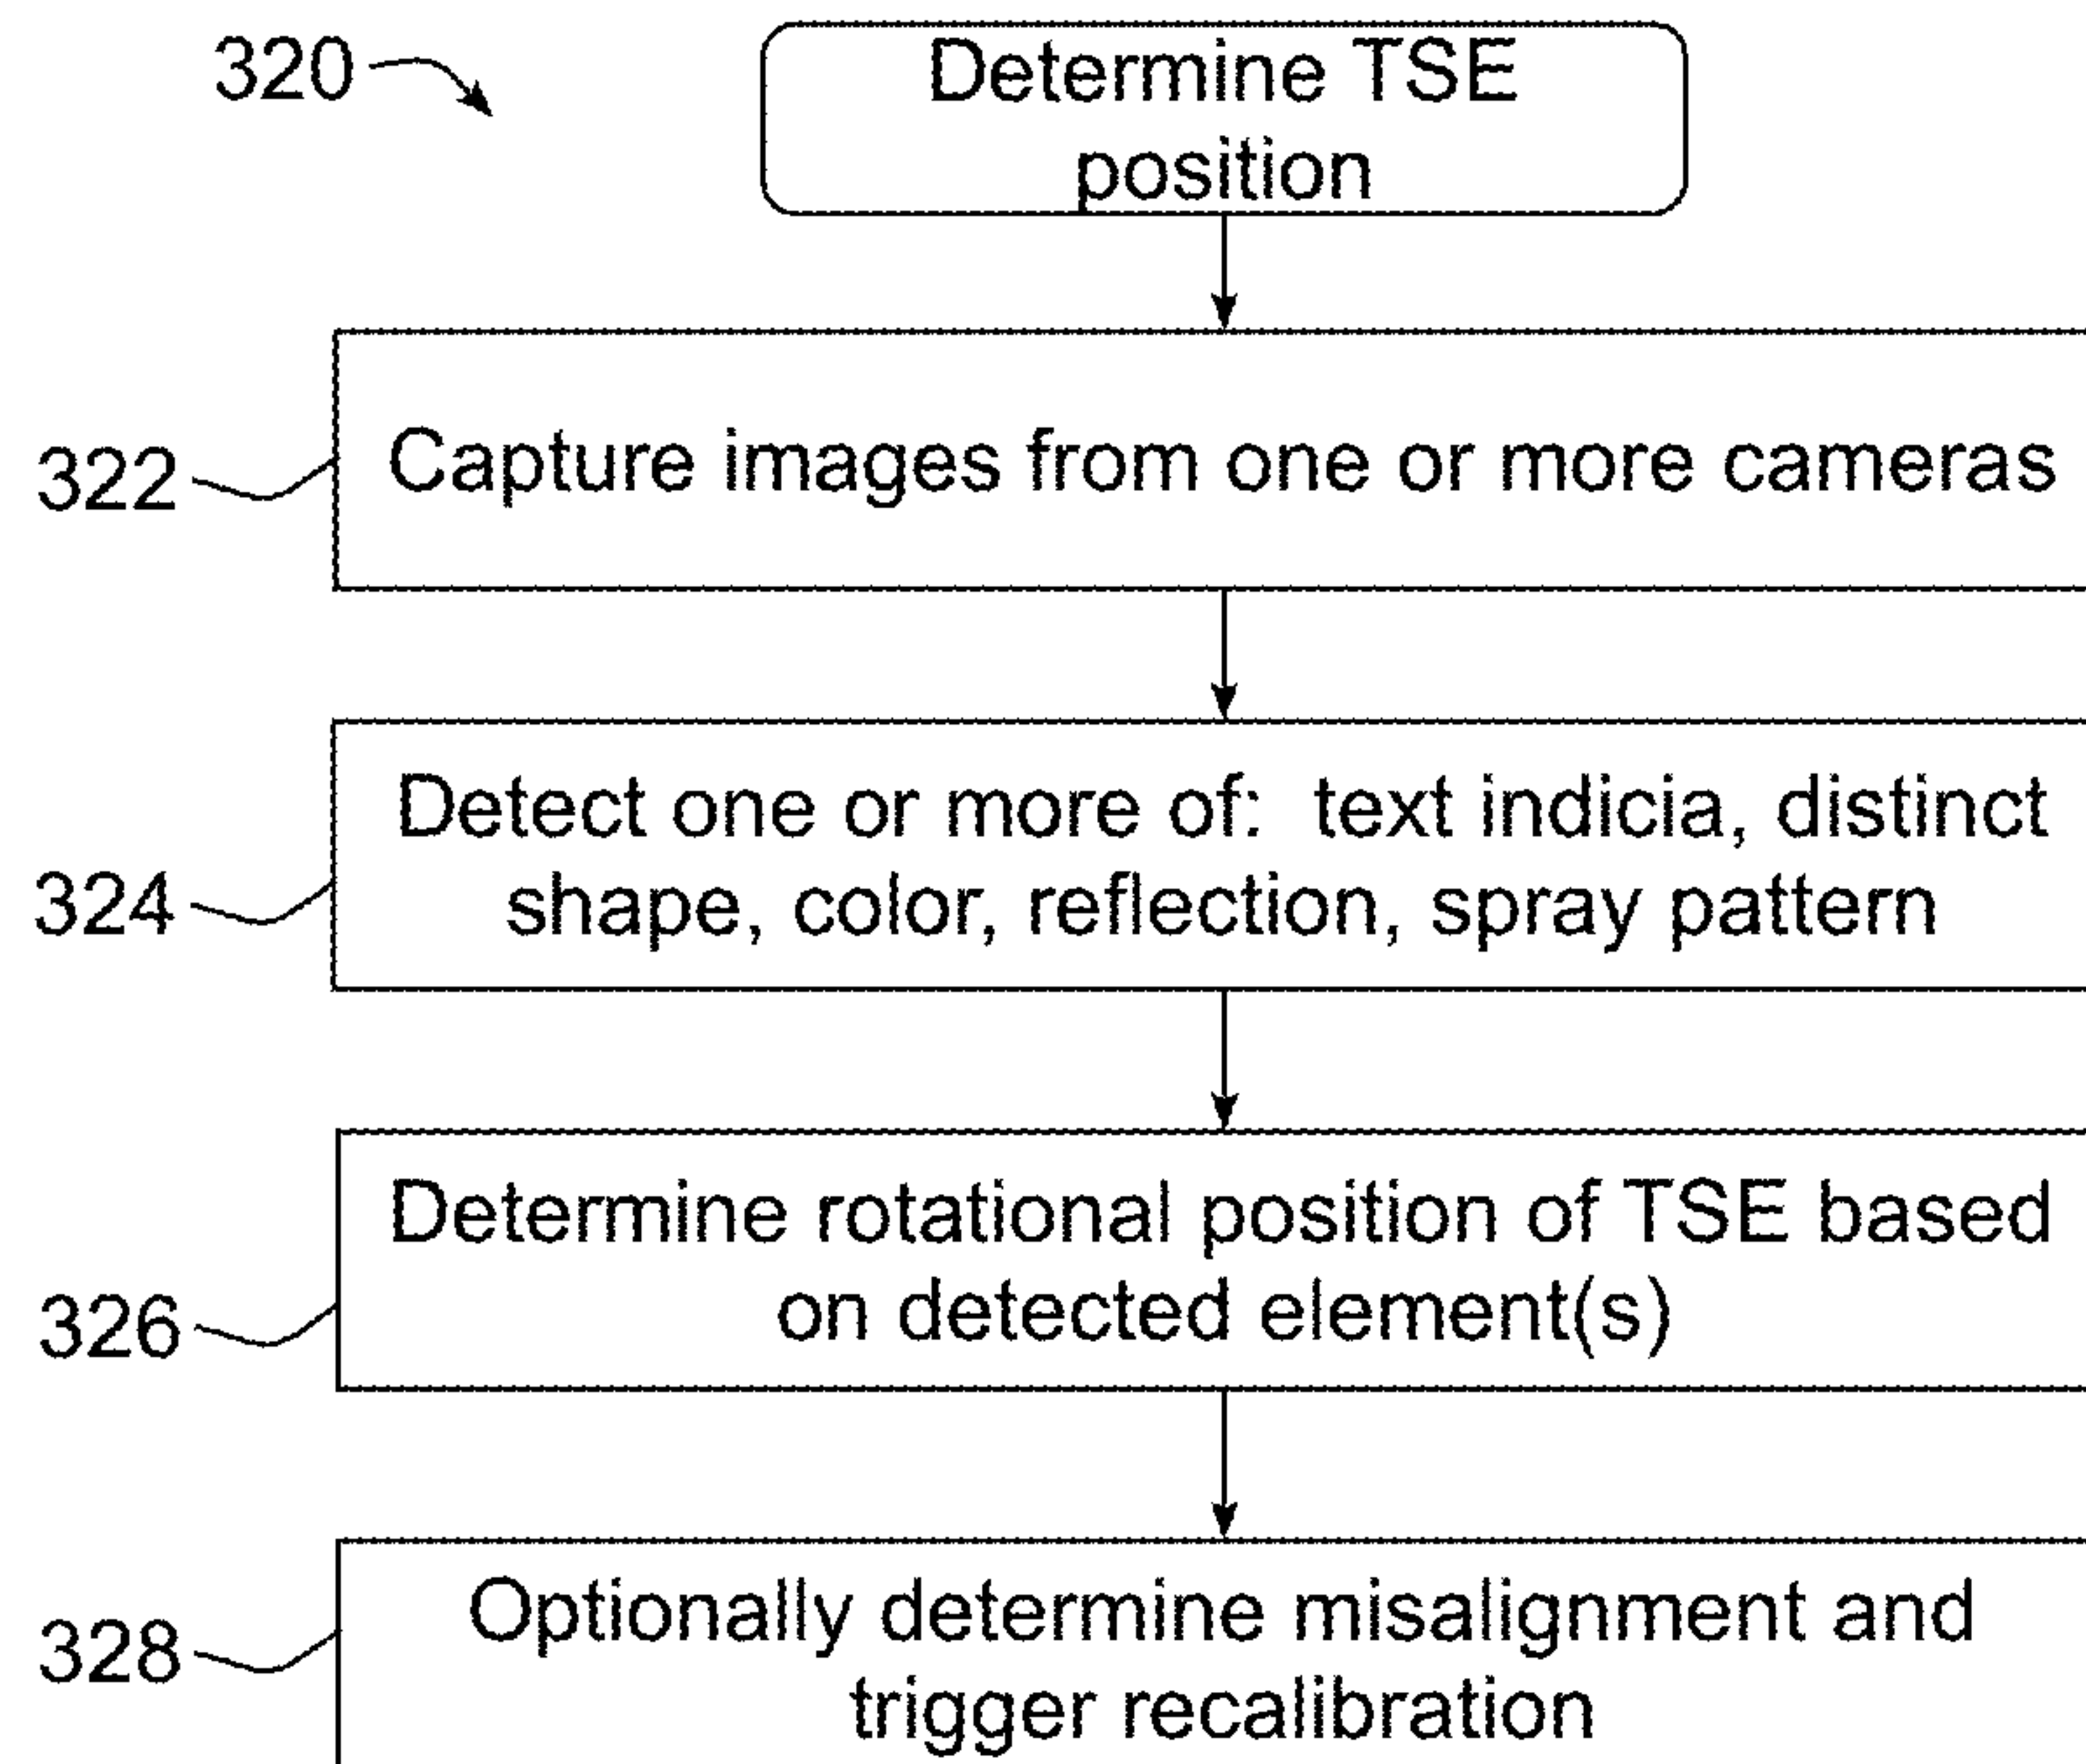 320
Determine TSE
position
322
Capture images from one or more cameras
324
Detect one or more of: text indicia, distinct
shape, color, reflection, spray pattern
326
Determine rotational position of TSE based
on detected element(s)
328
Optionally determine misalignment and
trigger recalibration